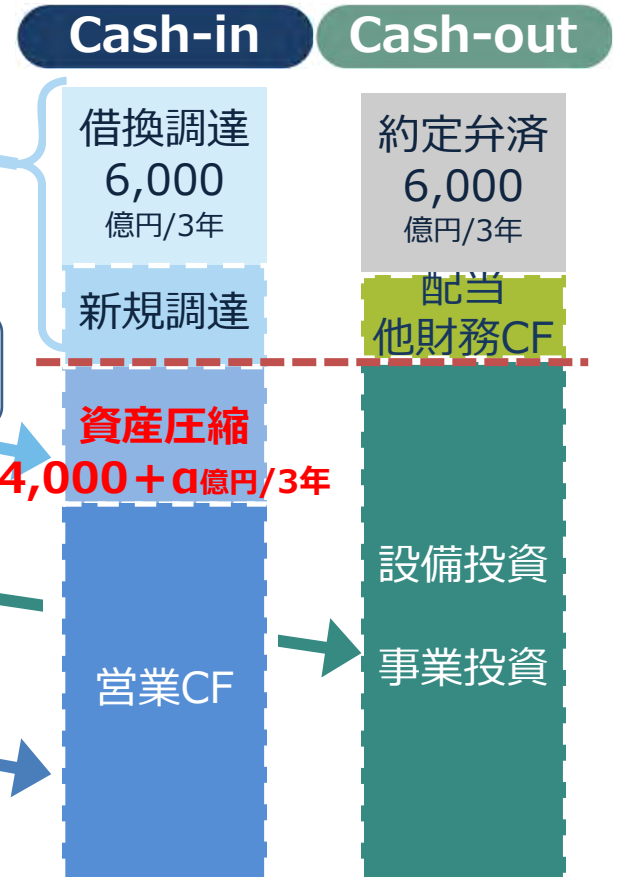 Cash-in
Cash-out
借換調達
6,000
億円/3年
新規調達
資産圧縮
4,000+α億円/3年
営業CF
約定弁済
6,000
億円/3年
配当
他財務CF
設備投資
事業投資